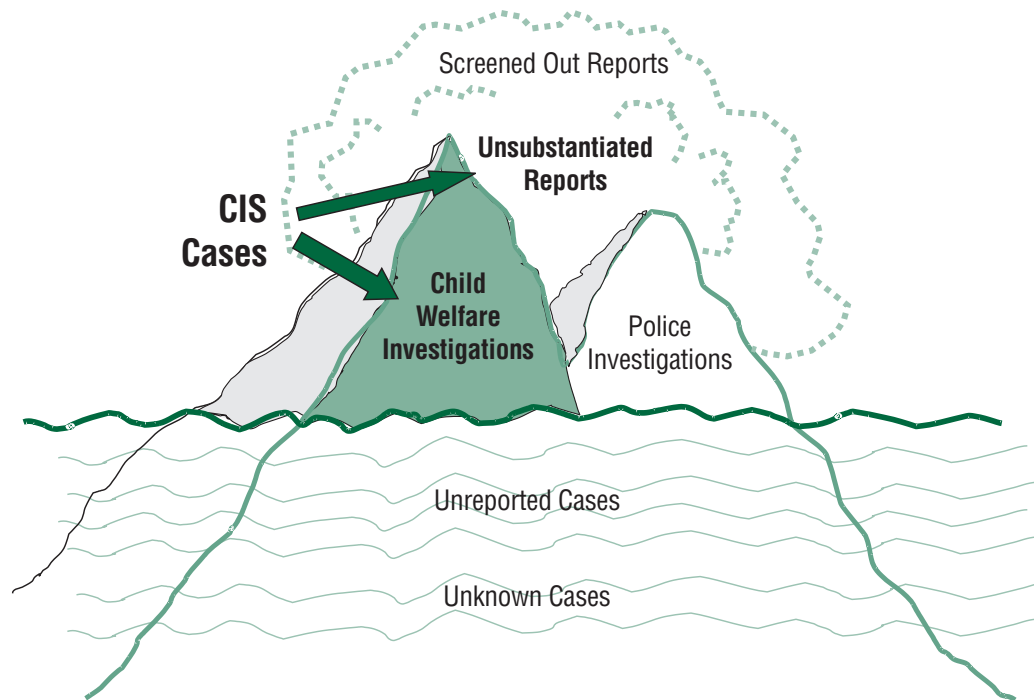 Screened Out Reports
Unsubstantiated
Reports
CIS
Cases
Child
Welfare
Investigations
Police
Investigations
Unreported Cases
Unknown Cases